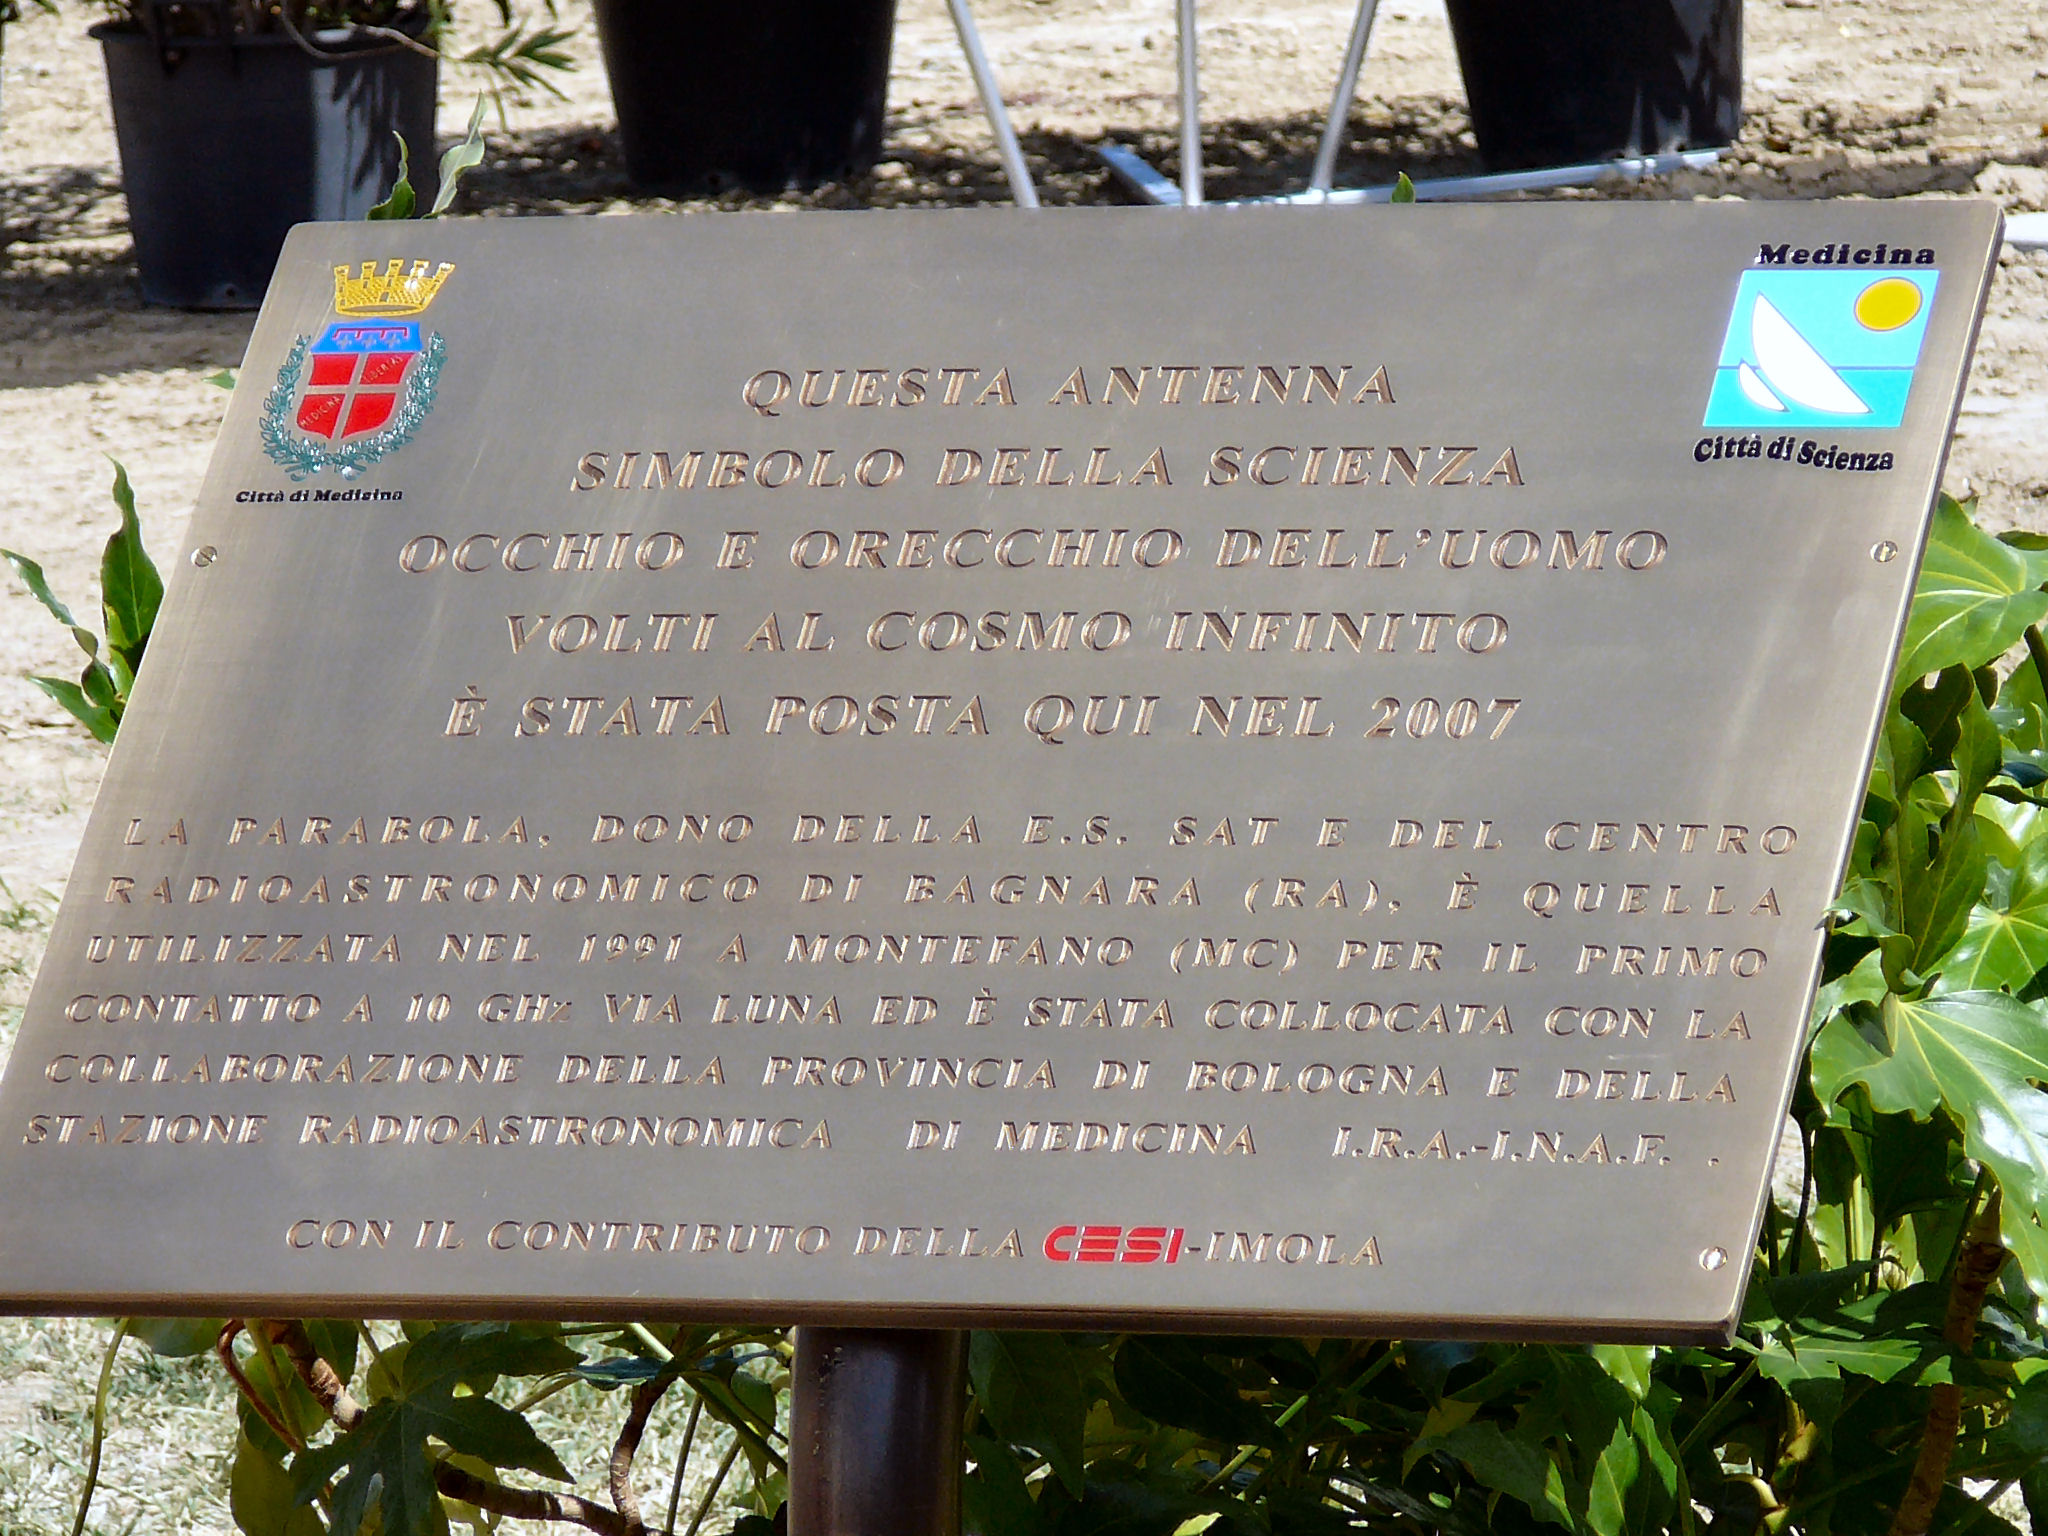 Medicina
Città di Scienza
MEDICINA
LIBERTAS
Città di Medicina
QUESTA ANTENNA
SIMBOLO DELLA SCIENZA
OCCHIO E ORECCHIO DELL'UOMO
VOLTI AL COSMO INFINITO
È STATA POSTA QUI NEL 2007
LA PARABOLA, DONO DELLA E.S. SAT E DEL CENTRO
RADIOASTRONOMICO DI BAGNARA (RA), È QUELLA
UTILIZZATA NEL 1991 A MONTEFANO (MC) PER IL PRIMO
CONTATTO A 10 GHz VIA LUNA ED È STATA COLLOCATA CON LA
COLLABORAZIONE DELLA PROVINCIA DI BOLOGNA E DELLA
STAZIONE RADIOASTRONOMICA DI MEDICINA I.R.A.-I.N.A.F. .
CON IL CONTRIBUTO DELLA CESI-IMOLA